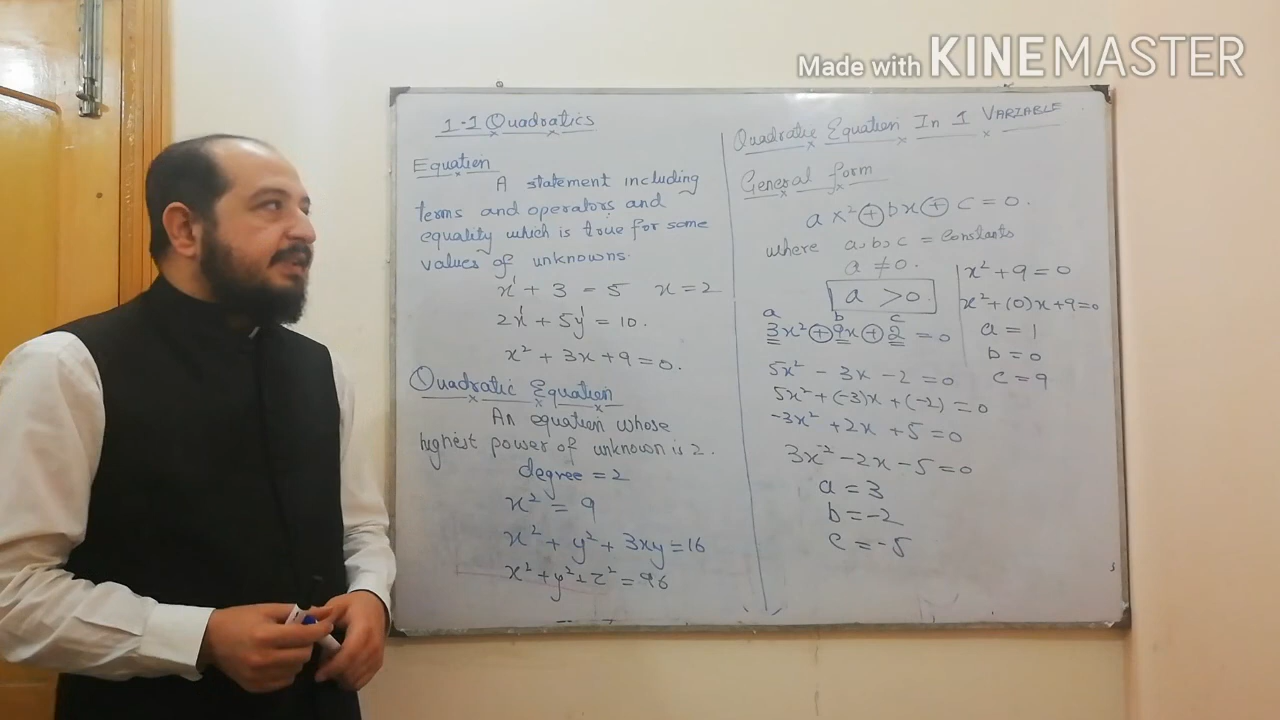 Made with KINEMASTER
1-1 Quadratics
Equation
A statement including
terms and operators and
equality which is true for some
values of unknowns.
x¹ + 3 = 5 x = 2
2x¹ + 5y¹ = 10.
x² + 3x + 9 = 0.
Quadratic Equation
An equation whose
highest power of unknown is 2.
degree = 2
x² = 9
x² + y² + 3xy = 16
x² + y² + z² = 96
Quadratic Equation In 1 VARIABLE
General form
ax² + bx + c = 0.
where a, b, c = Constants
a ≠ 0.
a > 0.
a b c
3x² + 9x + 2 = 0
5x² - 3x - 2 = 0
5x² + (-3)x + (-2) = 0
-3x² + 2x + 5 = 0
3x² - 2x - 5 = 0
a = 3
b = -2
c = -5
x² + 9 = 0
x² + (0)x + 9 = 0
a = 1
b = 0
c = 9